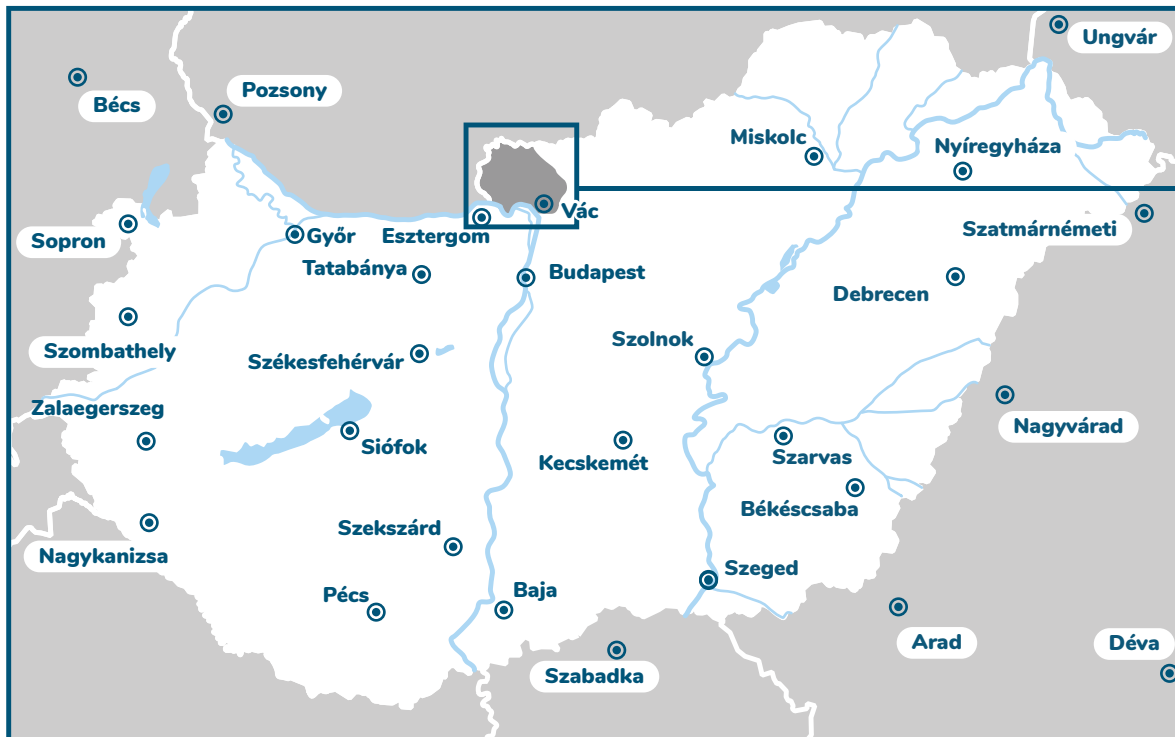 Ungvár
Bécs
Pozsony
Miskolc
Nyíregyháza
Vác
Szatmárnémeti
Sopron
Győr
Esztergom
Tatabánya
Budapest
Debrecen
Szombathely
Székesfehérvár
Szolnok
Zalaegerszeg
Siófok
Kecskemét
Szarvas
Nagyvárad
Békéscsaba
Szekszárd
Nagykanizsa
Szeged
Pécs
Baja
Arad
Déva
Szabadka